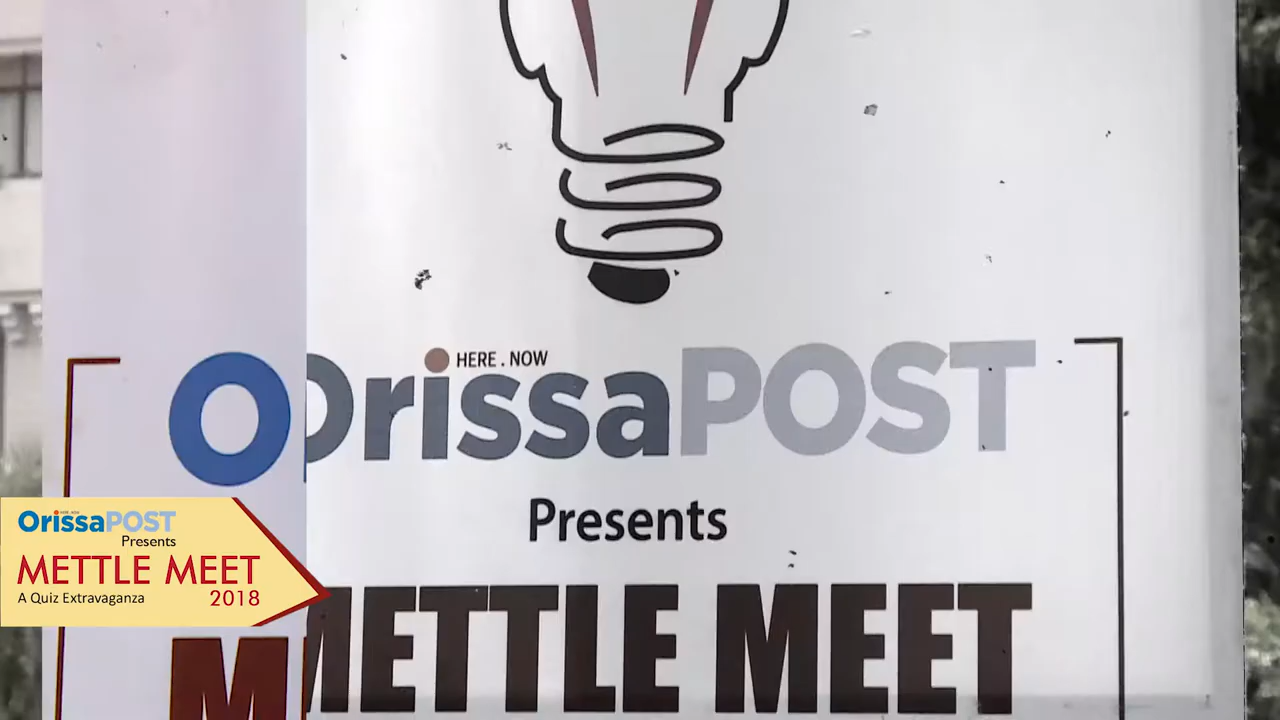 HERE . NOW
O OrissaPOST
Presents
METTLE MEET
M
OrissaPOST
Presents
METTLE MEET
A Quiz Extravaganza 2018